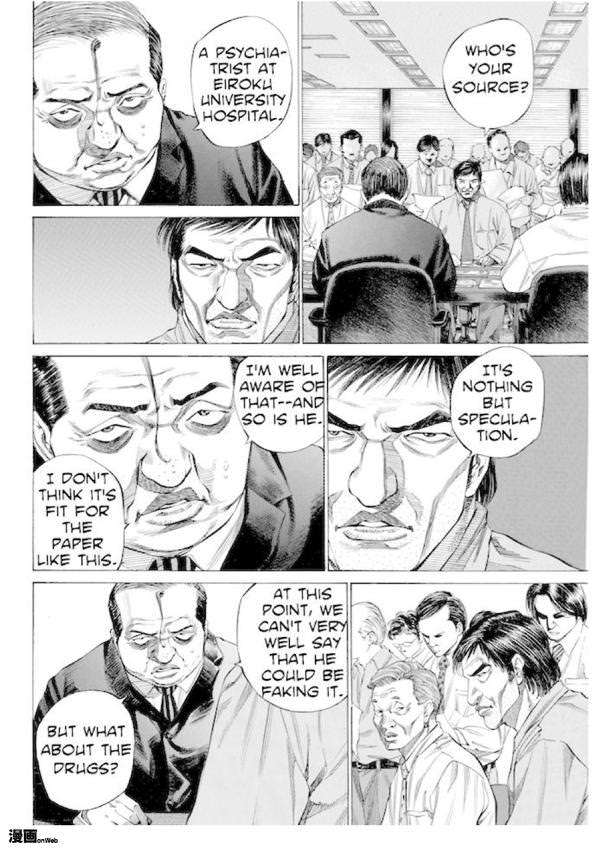 WHO'S
YOUR
SOURCE?
A PSYCHIA-
TRIST AT
EIROKU
UNIVERSITY
HOSPITAL.
IT'S
NOTHING
BUT
SPECULA-
TION.
I'M WELL
AWARE OF
THAT--AND
SO IS HE.
I DON'T
THINK IT'S
FIT FOR
THE
PAPER
LIKE THIS.
AT THIS
POINT, WE
CAN'T VERY
WELL SAY
THAT HE
COULD BE
FAKING IT.
BUT WHAT
ABOUT THE
DRUGS?
漫画onWeb